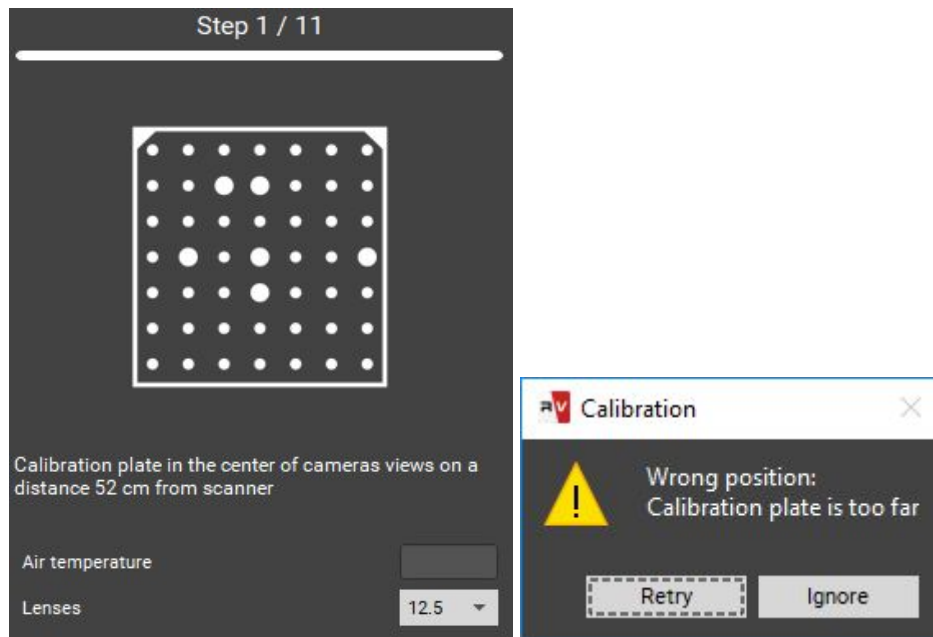 Step 1 / 11
Calibration plate in the center of cameras views on a
distance 52 cm from scanner
Air temperature
Lenses
12.5
RV Calibration
Wrong position:
Calibration plate is too far
Retry
Ignore